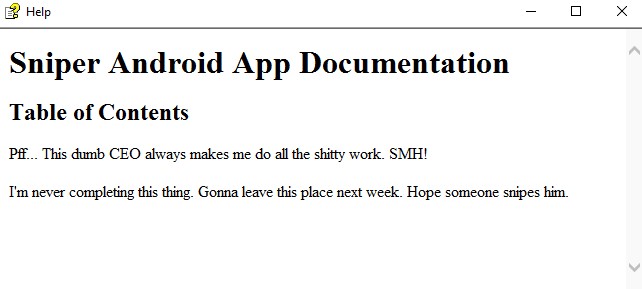 Help
Sniper Android App Documentation
Table of Contents
Pff... This dumb CEO always makes me do all the shitty work. SMH!
I'm never completing this thing. Gonna leave this place next week. Hope someone snipes him.